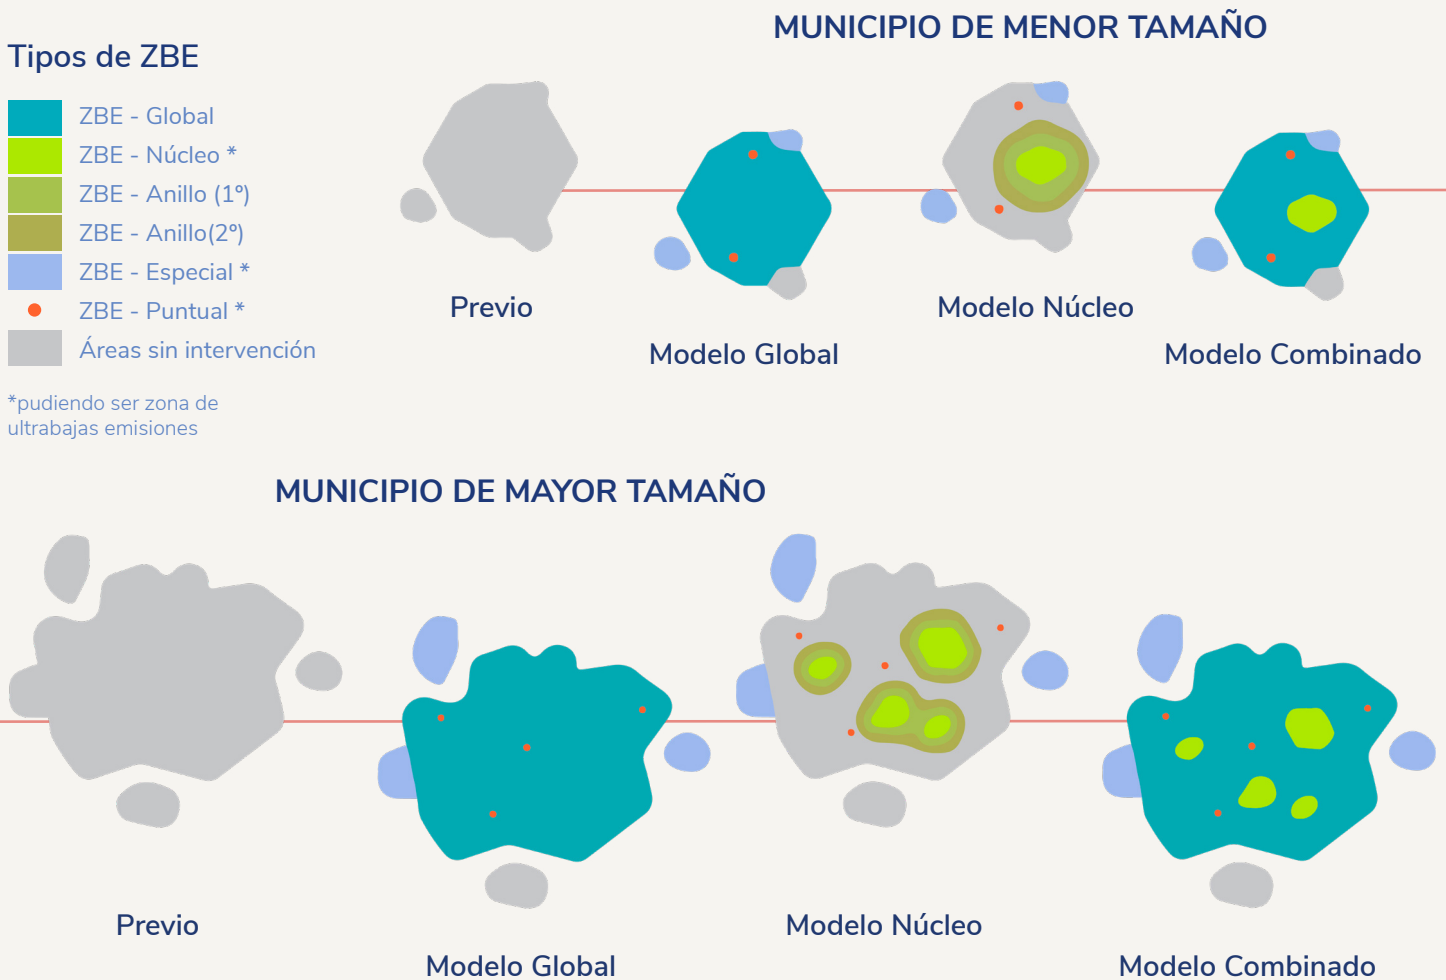 MUNICIPIO DE MENOR TAMAÑO
Tipos de ZBE
ZBE - Global
ZBE - Núcleo *
ZBE - Anillo (1º)
ZBE - Anillo(2º)
ZBE - Especial *
ZBE - Puntual *
Áreas sin intervención
*pudiendo ser zona de
ultrabajas emisiones
Previo
Modelo Global
Modelo Núcleo
Modelo Combinado
MUNICIPIO DE MAYOR TAMAÑO
Previo
Modelo Global
Modelo Núcleo
Modelo Combinado